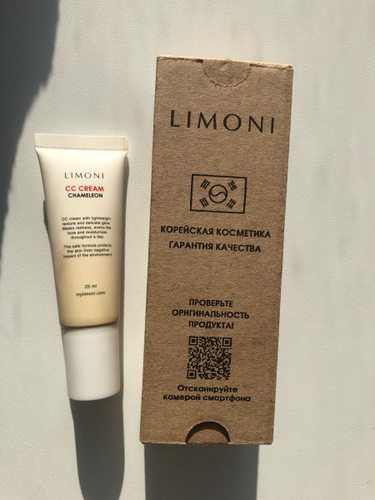 LIMONI
CC CREAM
CHAMELEON
CC cream with lightweight
texture and delicate glow.
Masks redness, evens the
tone and moisturizes
throughout a day.
The safe formula protects
the skin from negative
impact of the environment.
25 ml
mylimoni.com
LIMONI
КОРЕЙСКАЯ КОСМЕТИКА
ГАРАНТИЯ КАЧЕСТВА
ПРОВЕРЬТЕ
ОРИГИНАЛЬНОСТЬ
ПРОДУКТА!
Отсканируйте
камерой смартфона